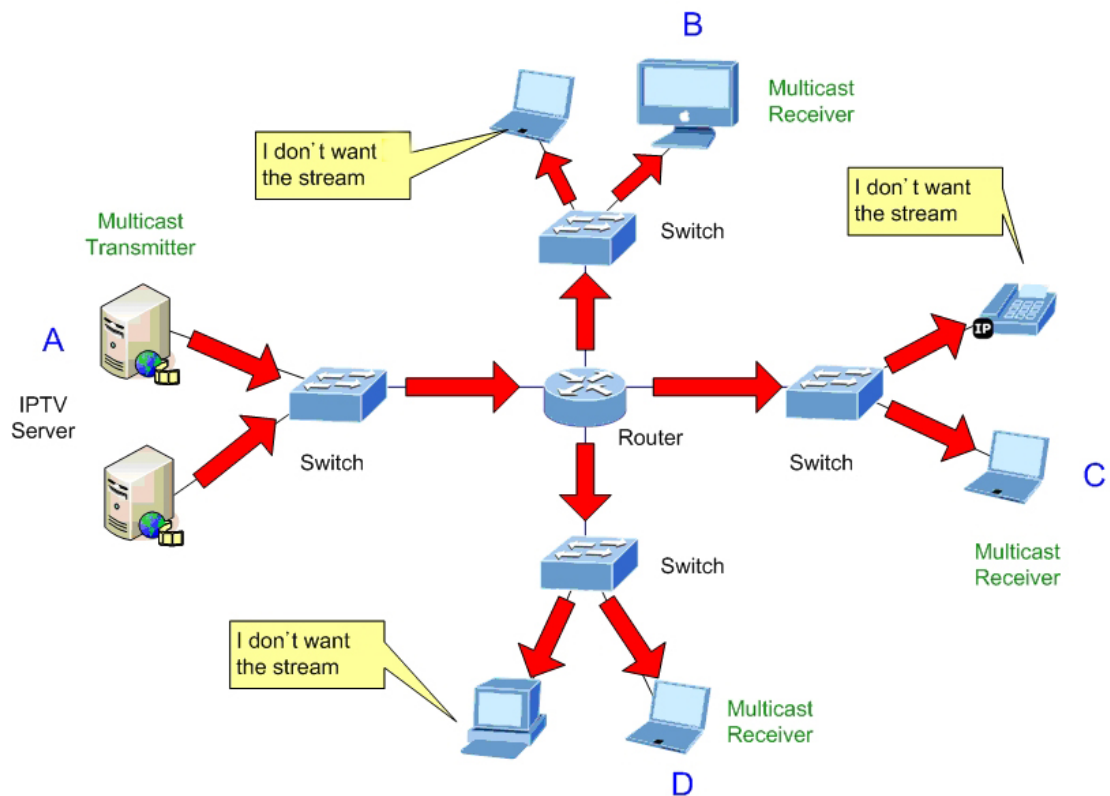 B
Multicast
Receiver
I don't want
the stream
I don't want
the stream
Switch
Multicast
Transmitter
A
IP
IPTV
Server
Router
Switch
Switch
C
Switch
Multicast
Receiver
I don't want
the stream
Multicast
Receiver
D